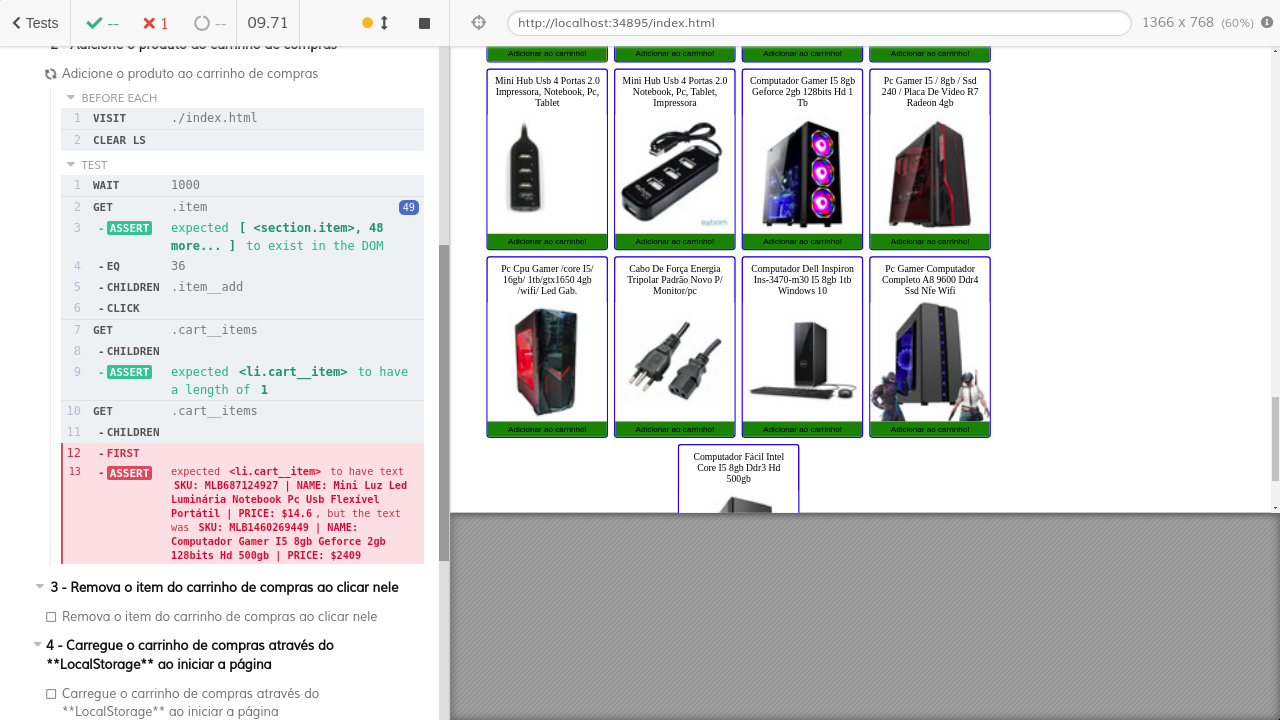 Tests
--
1
--
09.71
http://localhost:34895/index.html
1366 x 768 (60%)
2 - Adicione o produto ao carrinho de compras
Adicione o produto ao carrinho de compras
BEFORE EACH
1 VISIT ./index.html
2 CLEAR LS
TEST
1 WAIT 1000
2 GET .item 49
3 -ASSERT expected [ <section.item>, 48
more... ] to exist in the DOM
4 -EQ 36
5 -CHILDREN .item__add
6 -CLICK
7 GET .cart__items
8 -CHILDREN
9 -ASSERT expected <li.cart__item> to have
a length of 1
10 GET .cart__items
11 -CHILDREN
12 -FIRST
13 -ASSERT expected <li.cart__item> to have text
SKU: MLB687124927 | NAME: Mini Luz Led
Luminária Notebook Pc Usb Flexível
Portátil | PRICE: $14.6, but the text
was SKU: MLB1460269449 | NAME:
Computador Gamer I5 8gb Geforce 2gb
128bits Hd 500gb | PRICE: $2409
3 - Remova o item do carrinho de compras ao clicar nele
Remova o item do carrinho de compras ao clicar nele
4 - Carregue o carrinho de compras através do
**LocalStorage** ao iniciar a página
Carregue o carrinho de compras através do
**LocalStorage** ao iniciar a página
Adicionar ao carrinho!
Adicionar ao carrinho!
Adicionar ao carrinho!
Adicionar ao carrinho!
Mini Hub Usb 4 Portas 2.0
Impressora, Notebook, Pc,
Tablet
Adicionar ao carrinho!
Mini Hub Usb 4 Portas 2.0
Notebook, Pc, Tablet,
Impressora
exbom
Adicionar ao carrinho!
Computador Gamer I5 8gb
Geforce 2gb 128bits Hd 1
Tb
Adicionar ao carrinho!
Pc Gamer I5 / 8gb / Ssd
240 / Placa De Vídeo R7
Radeon 4gb
Adicionar ao carrinho!
Pc Cpu Gamer /core I5/
16gb/ 1tb/gtx1650 4gb
/wifi/ Led Gab.
Adicionar ao carrinho!
Cabo De Força Energia
Tripolar Padrão Novo P/
Monitor/pc
Adicionar ao carrinho!
Computador Dell Inspiron
Ins-3470-m30 I5 8gb 1tb
Windows 10
Adicionar ao carrinho!
Pc Gamer Computador
Completo A8 9600 Ddr4
Ssd Nfe Wifi
Adicionar ao carrinho!
Computador Fácil Intel
Core I5 8gb Ddr3 Hd
500gb